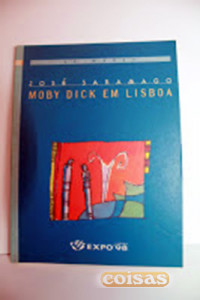 JOSÉ SARAMAGO
MOBY DICK EM LISBOA
EXPO'98
coisas